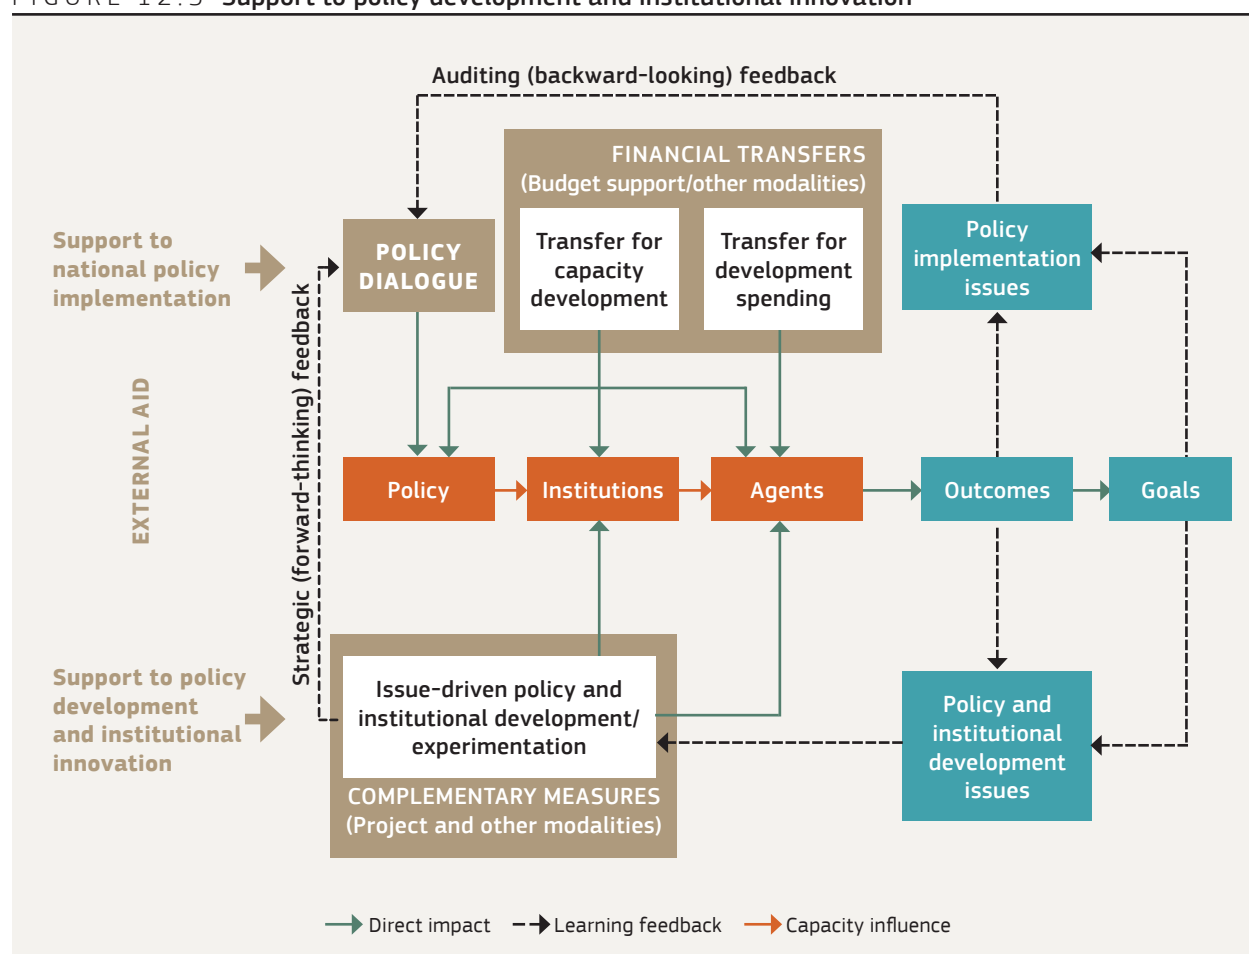 FIGURE 12.3 Support to policy development and institutional innovation
Auditing (backward-looking) feedback
FINANCIAL TRANSFERS
(Budget support/other modalities)
Support to
national policy
implementation
POLICY
DIALOGUE
Transfer for
capacity
development
Transfer for
development
spending
Policy
implementation
issues
Strategic (forward-thinking) feedback
EXTERNAL AID
Policy
Institutions
Agents
Outcomes
Goals
Support to policy
development
and institutional
innovation
Issue-driven policy and
institutional development/
experimentation
COMPLEMENTARY MEASURES
(Project and other modalities)
Policy and
institutional
development
issues
Direct impact
Learning feedback
Capacity influence